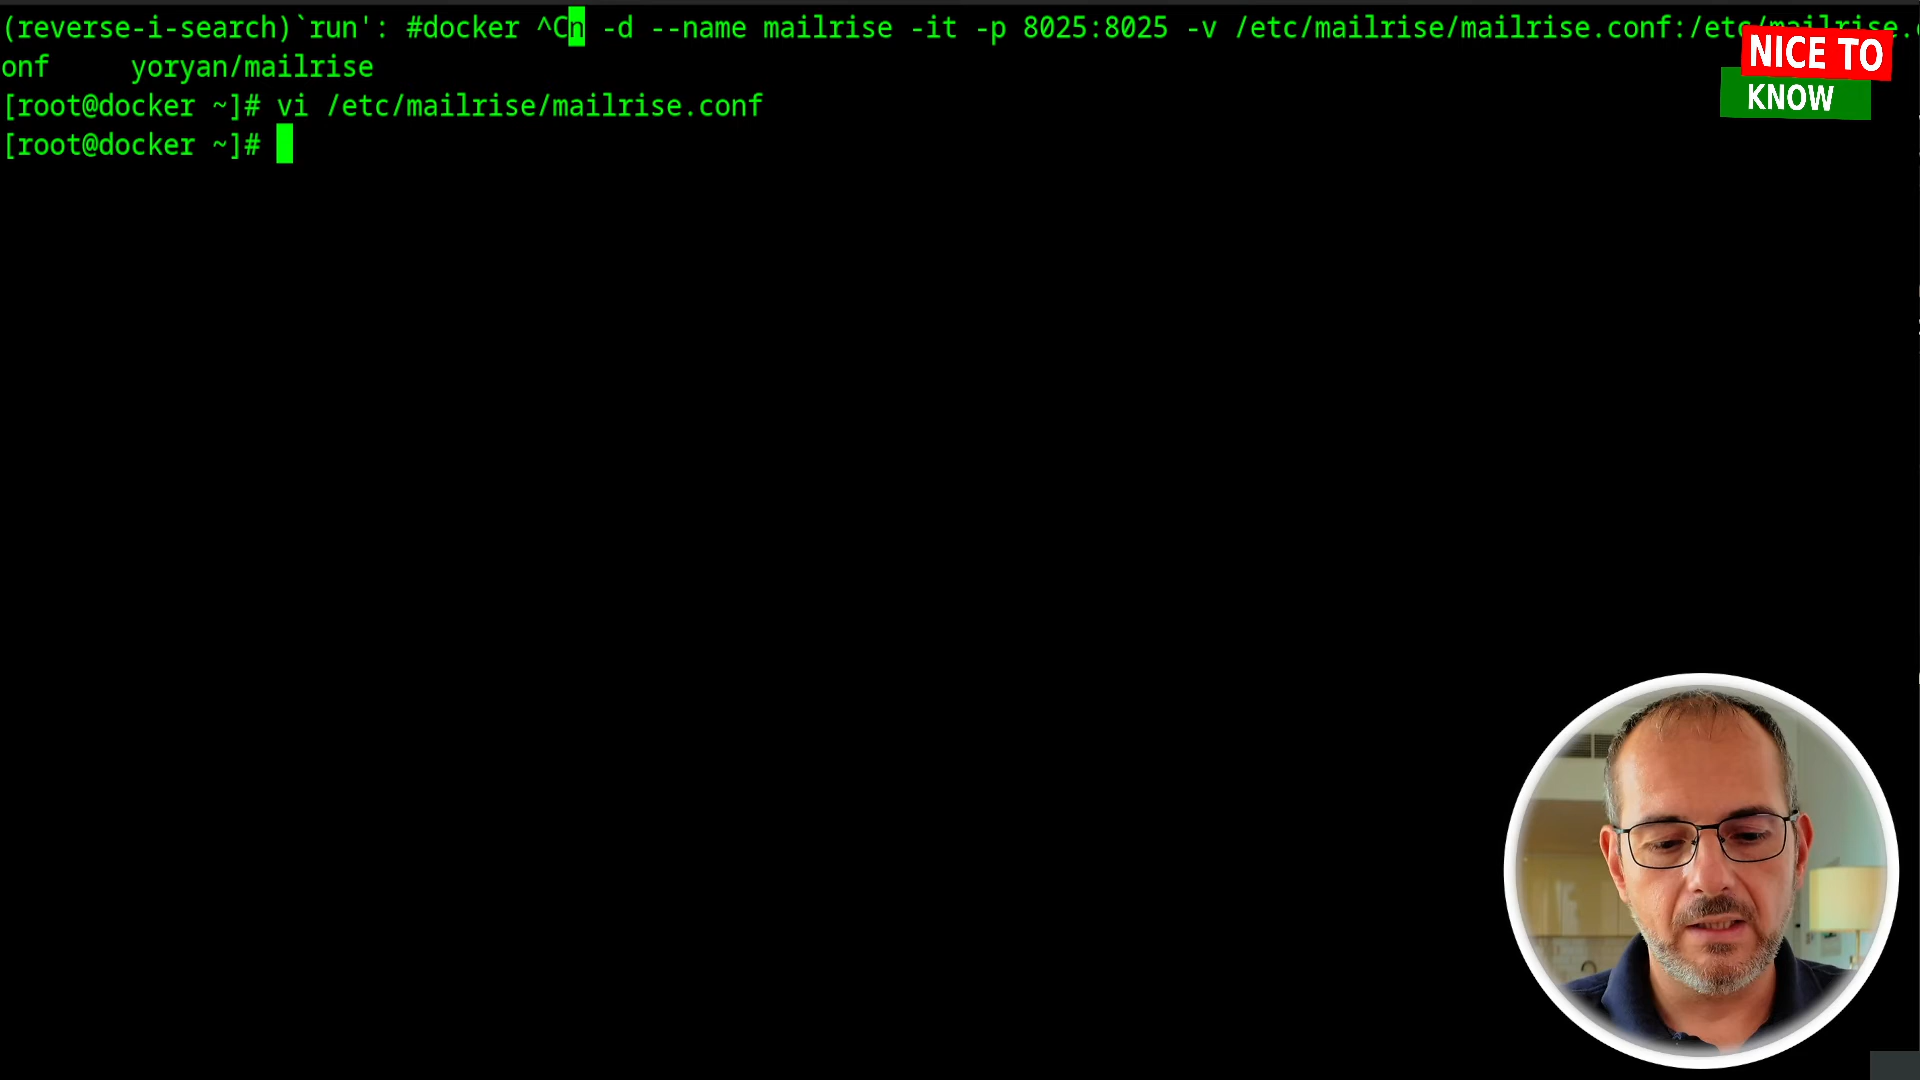 (reverse-i-search)`run': #docker ^Cn -d --name mailrise -it -p 8025:8025 -v /etc/mailrise/mailrise.conf:/etc/mailrise.c
onf     yoryan/mailrise
[root@docker ~]# vi /etc/mailrise/mailrise.conf
[root@docker ~]#
NICE TO
KNOW